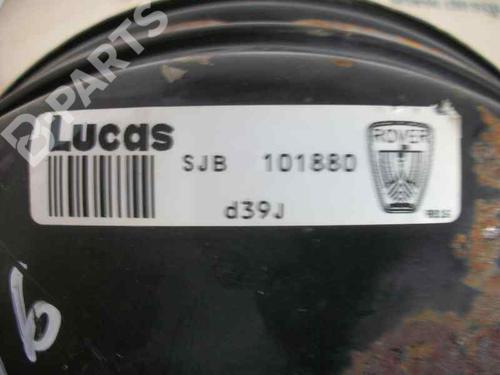 B-PARTS
Lucas
SJB 101880
ROVER
d39J